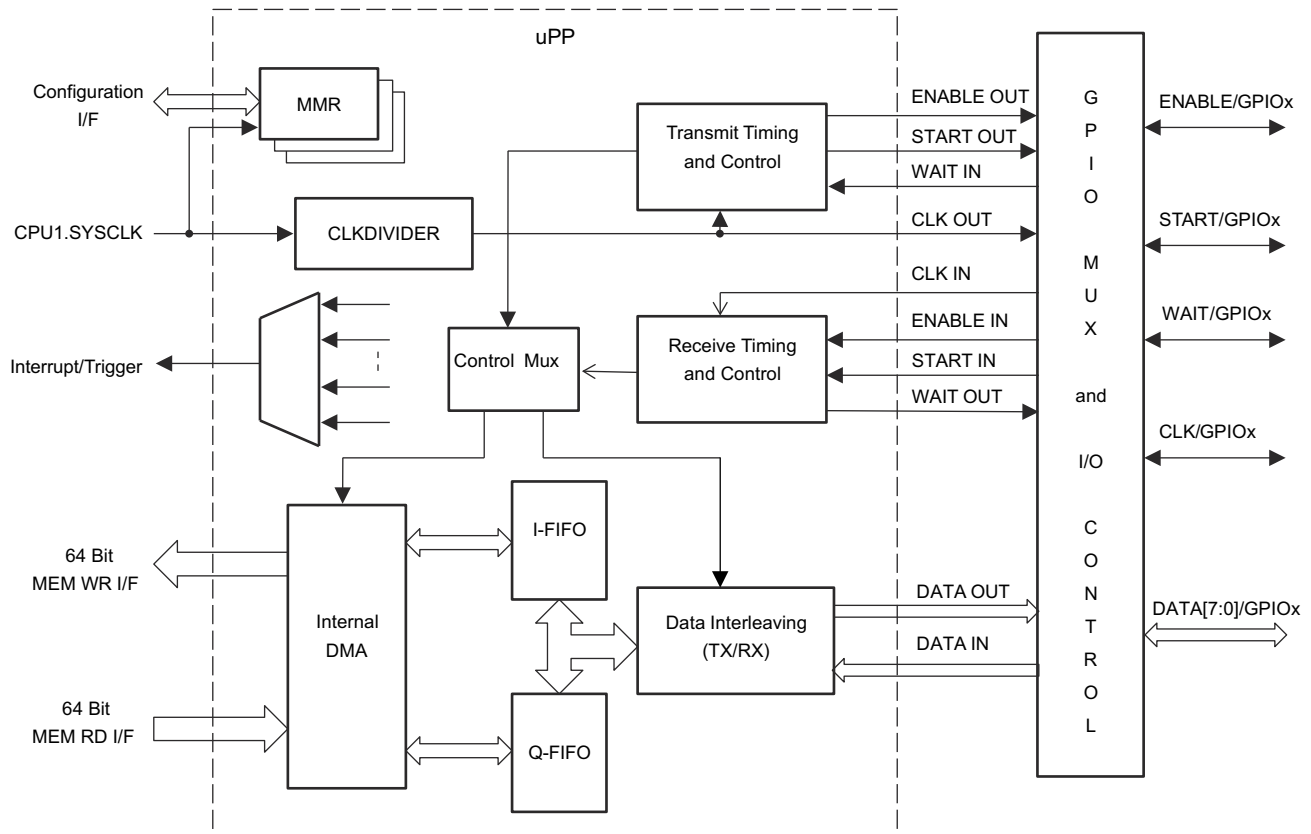 uPP
Configuration
I/F
MMR
CPU1.SYSCLK
CLKDIVIDER
Interrupt/Trigger
Transmit Timing
and Control
Control Mux
Receive Timing
and Control
ENABLE OUT
START OUT
WAIT IN
CLK OUT
CLK IN
ENABLE IN
START IN
WAIT OUT
64 Bit
MEM WR I/F
64 Bit
MEM RD I/F
Internal
DMA
I-FIFO
Q-FIFO
Data Interleaving
(TX/RX)
DATA OUT
DATA IN
G
P
I
O
M
U
X
and
I/O
C
O
N
T
R
O
L
ENABLE/GPIOx
START/GPIOx
WAIT/GPIOx
CLK/GPIOx
DATA[7:0]/GPIOx